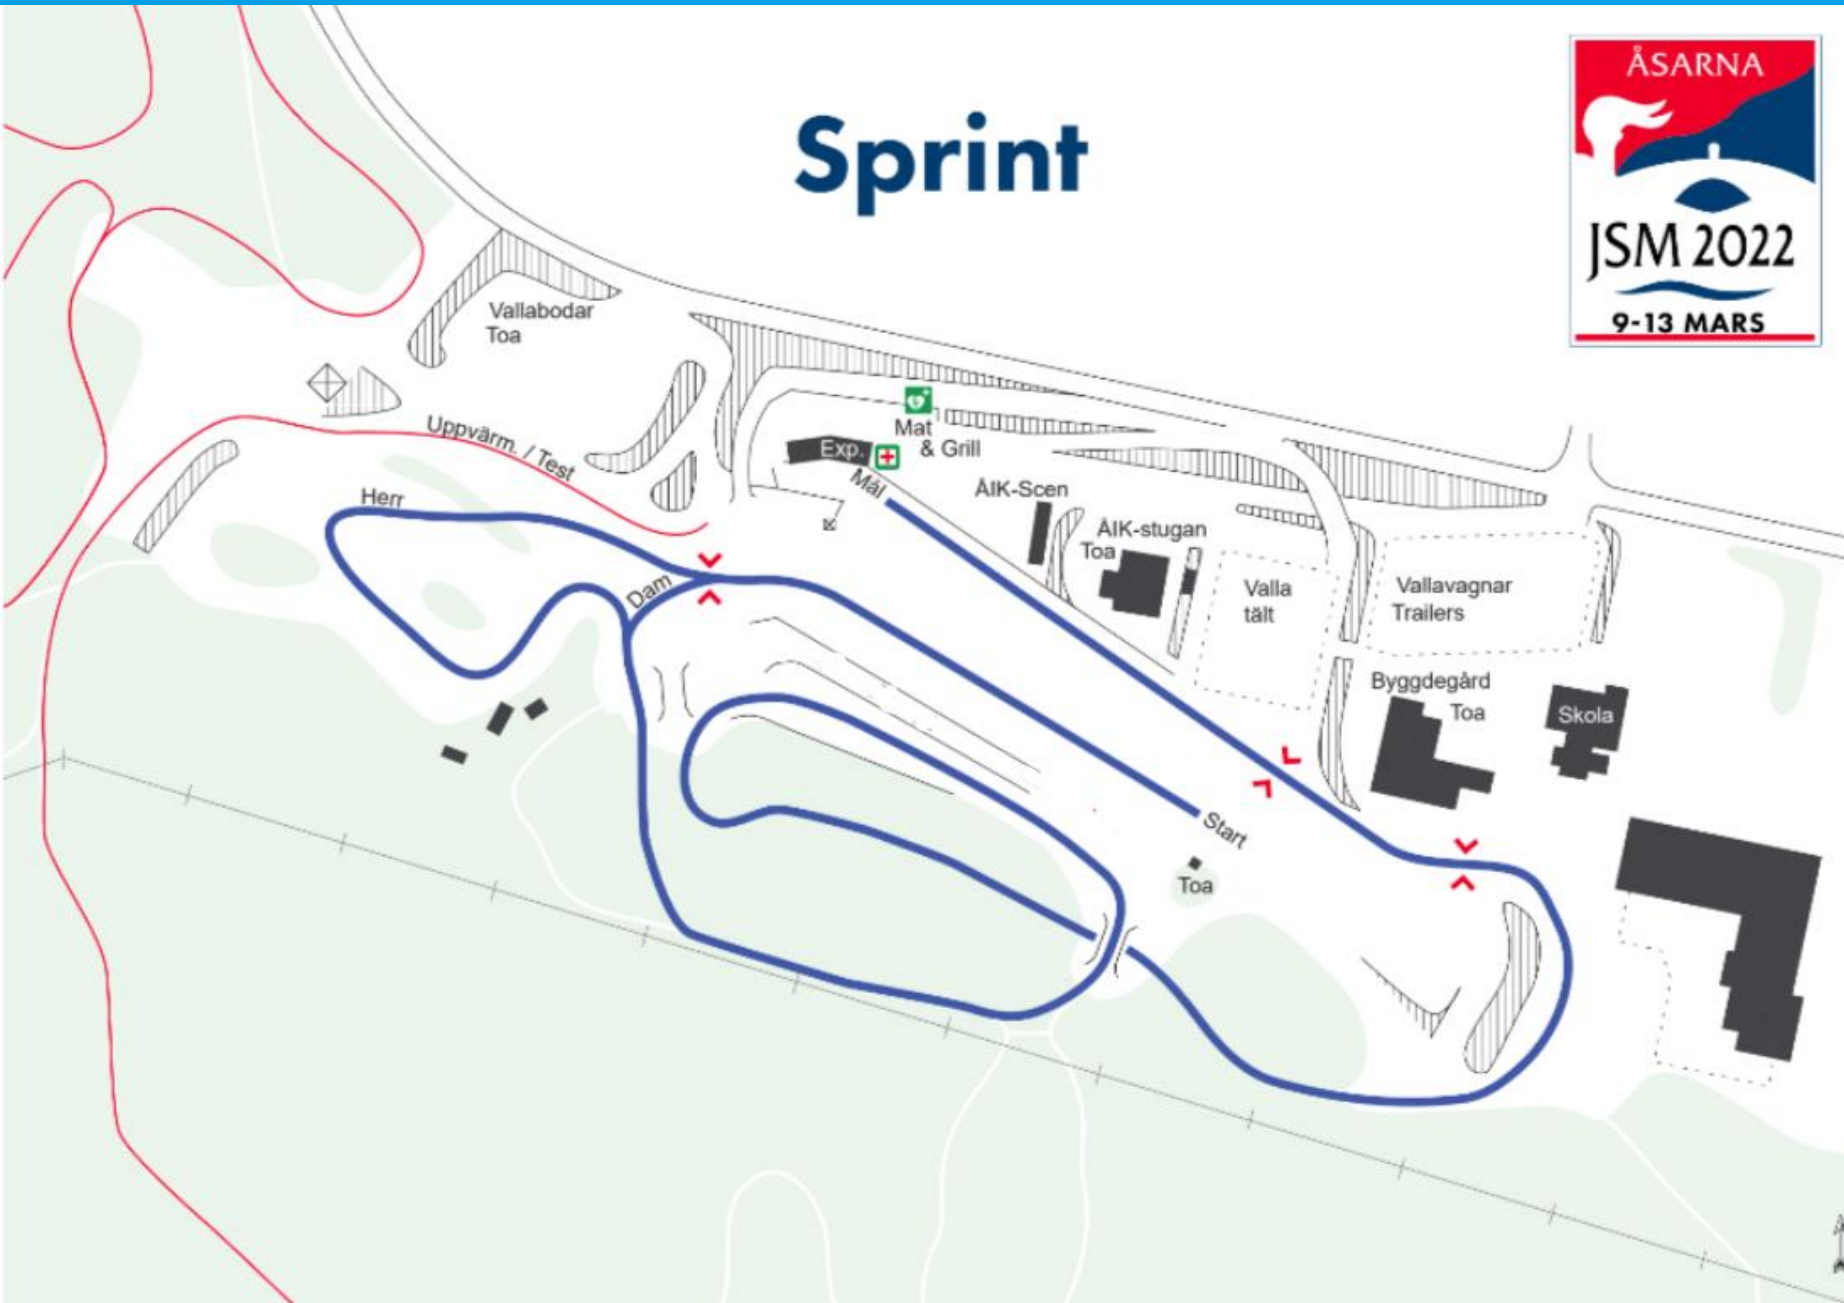 Sprint
ÅSARNA
JSM 2022
9-13 MARS
Vallabodar
Toa
Uppvärm. / Test
Herr
Dam
Exp.
Mål
Mat
& Grill
ÅIK-Scen
ÅIK-stugan
Toa
Valla
tält
Vallavagnar
Trailers
Byggdegård
Toa
Skola
Start
Toa